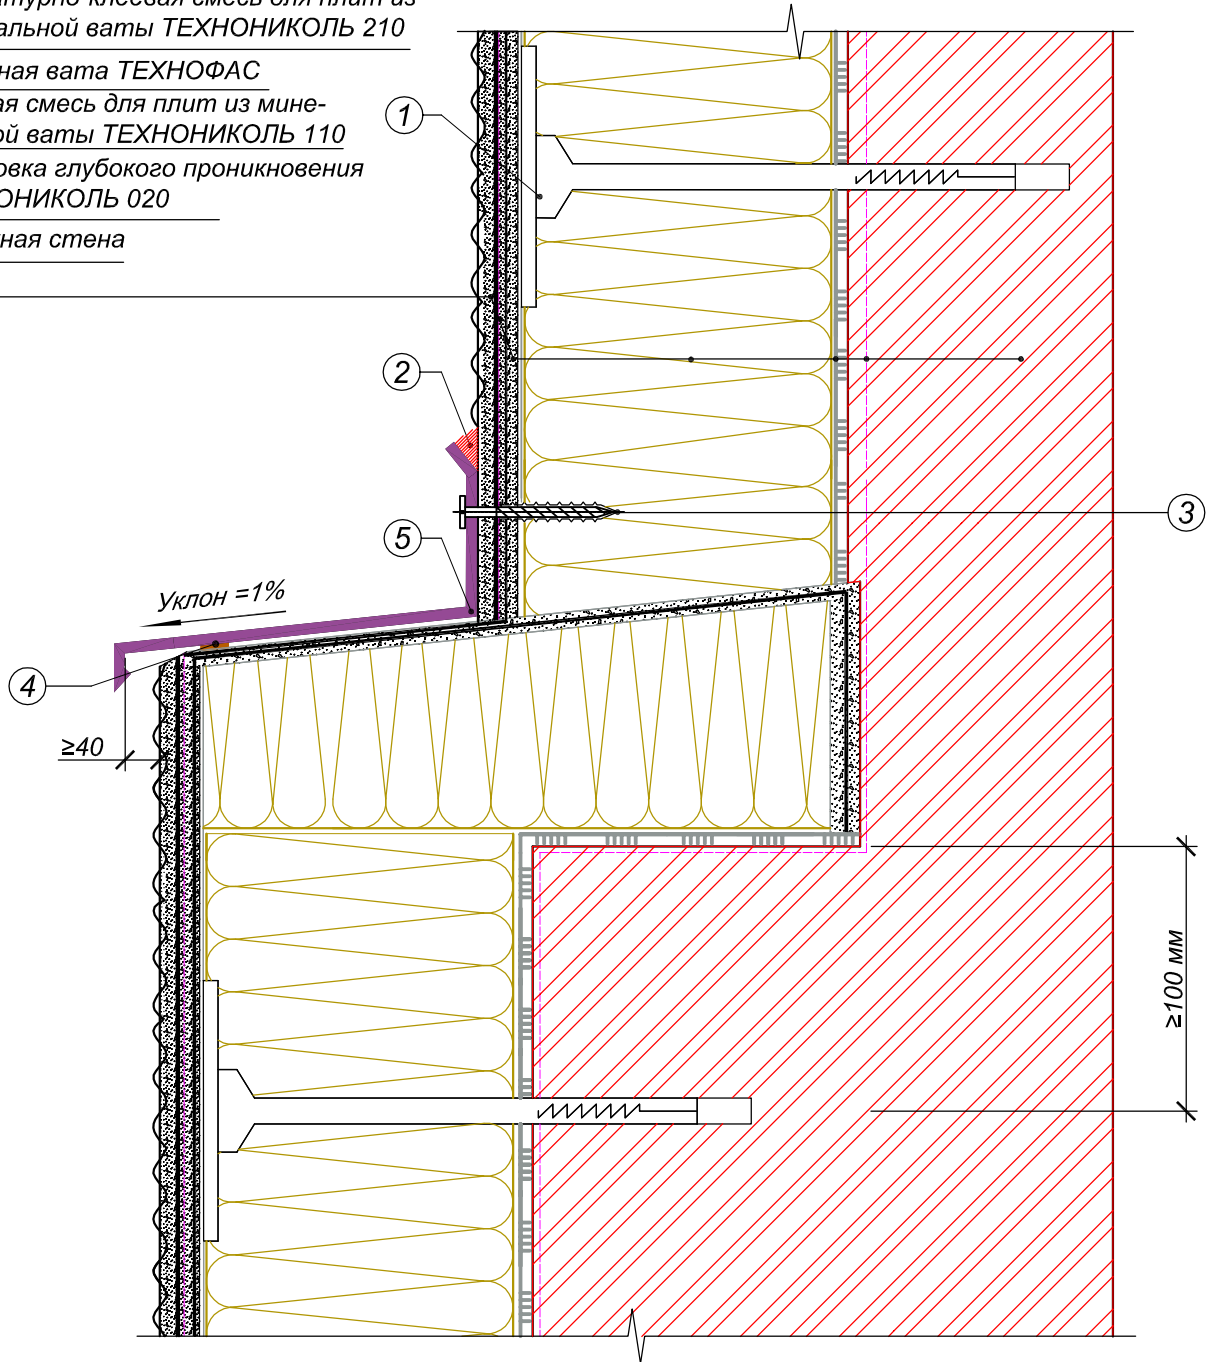 атурно-клеевая смесь для плит из
альной ваты ТЕХНОНИКОЛЬ 210
ная вата ТЕХНОФАС
ая смесь для плит из мине-
ой ваты ТЕХНОНИКОЛЬ 110
овка глубокого проникновения
ОНИКОЛЬ 020
ная стена
1
2
3
5
Уклон =1%
4
≥40
≥100 мм